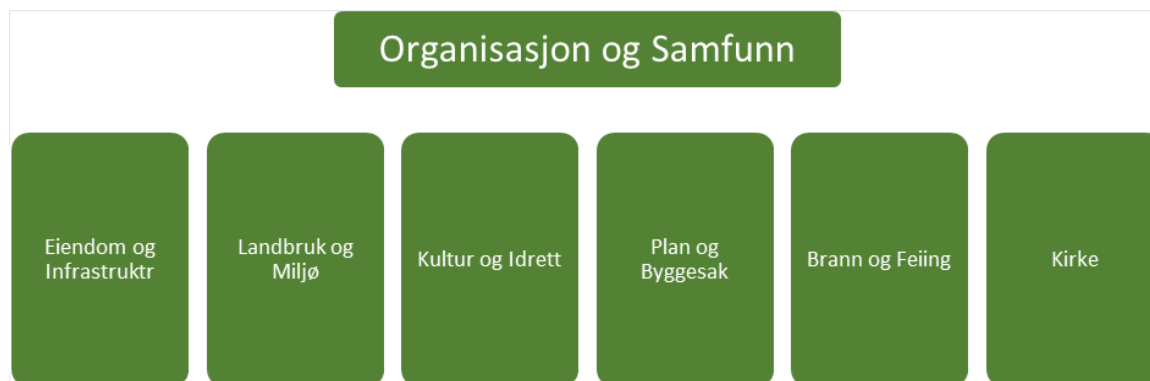 Organisasjon og Samfunn
Eiendom og
Infrastruktr
Landbruk og
Miljø
Kultur og Idrett
Plan og
Byggesak
Brann og Feiing
Kirke